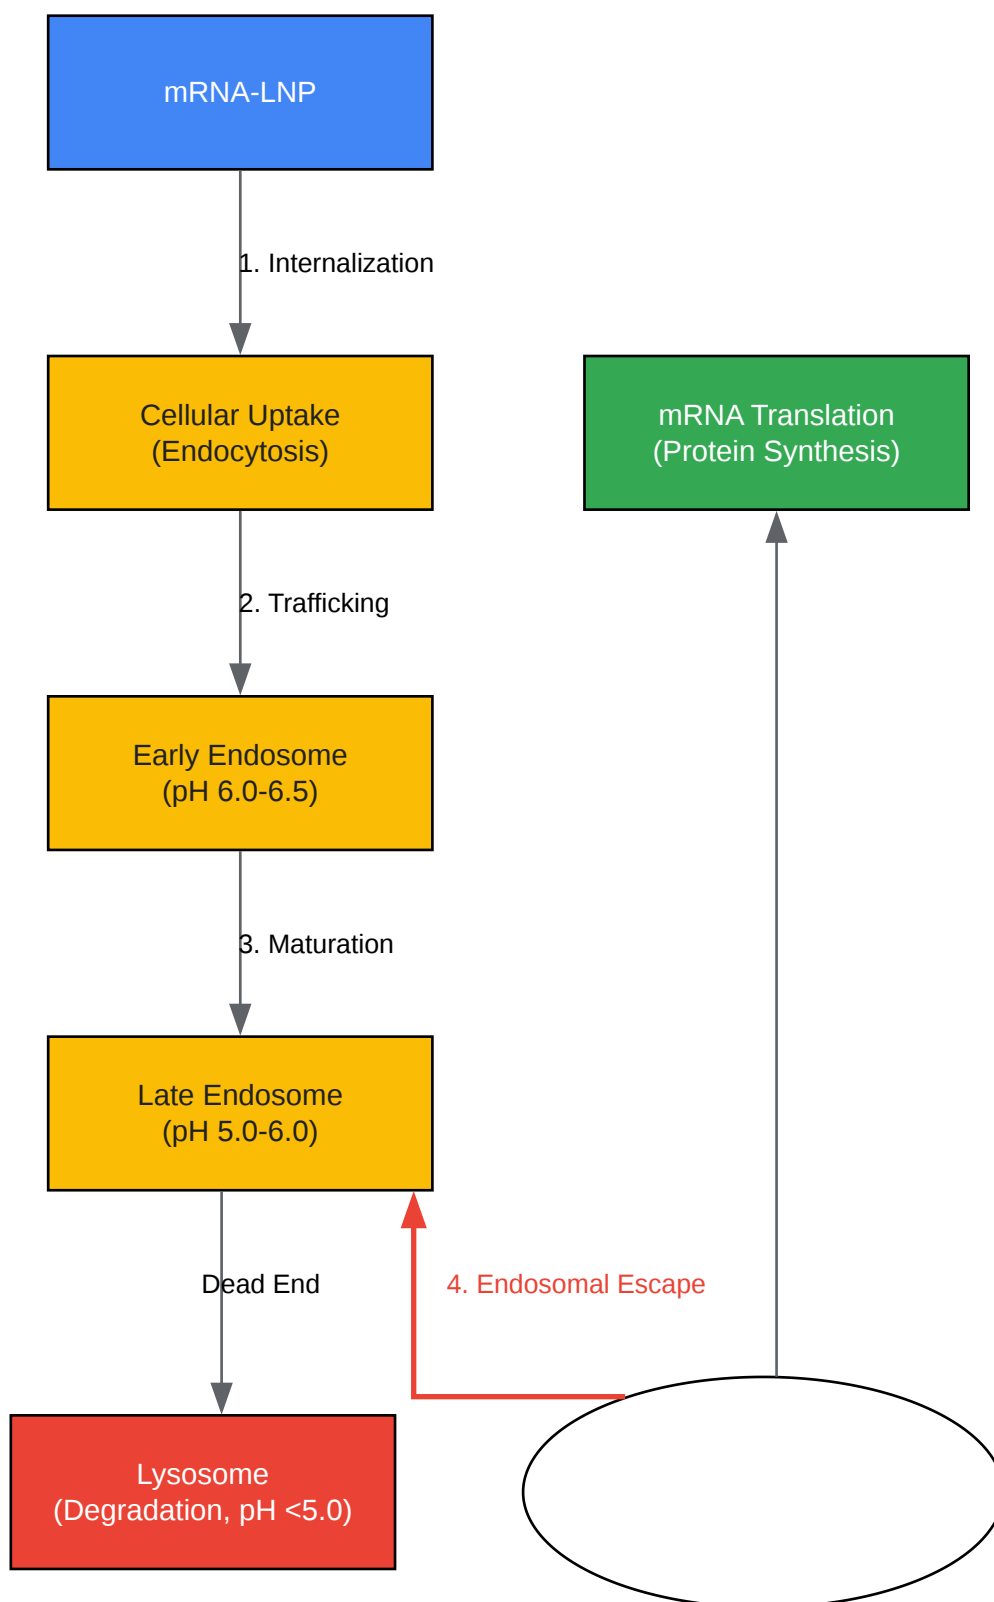 mRNA-LNP
1. Internalization
Cellular Uptake
(Endocytosis)
mRNA Translation
(Protein Synthesis)
2. Trafficking
Early Endosome
(pH 6.0-6.5)
3. Maturation
Late Endosome
(pH 5.0-6.0)
Dead End
4. Endosomal Escape
Lysosome
(Degradation, pH <5.0)